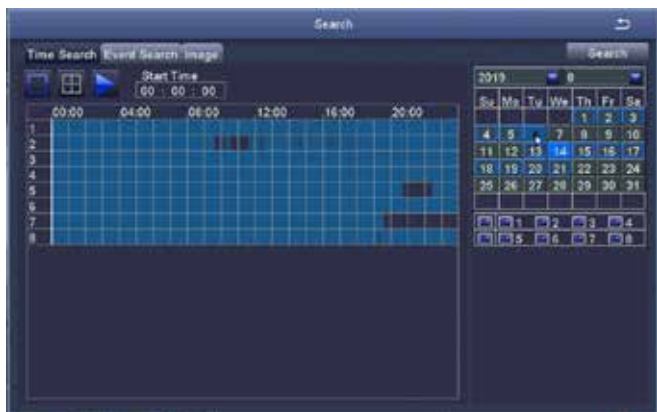 Search
Time Search Event Search Image Search
Start Time
00 : 00 : 00
2019 8
00:00 04:00 08:00 12:00 16:00 20:00
1
2
3
4
5
6
7
8
Su Mo Tu We Th Fr Sa
1 2 3
4 5 7 8 9 10
11 12 13 14 15 16 17
18 19 20 21 22 23 24
25 26 27 28 29 30 31
1 2 3 4
5 6 7 8